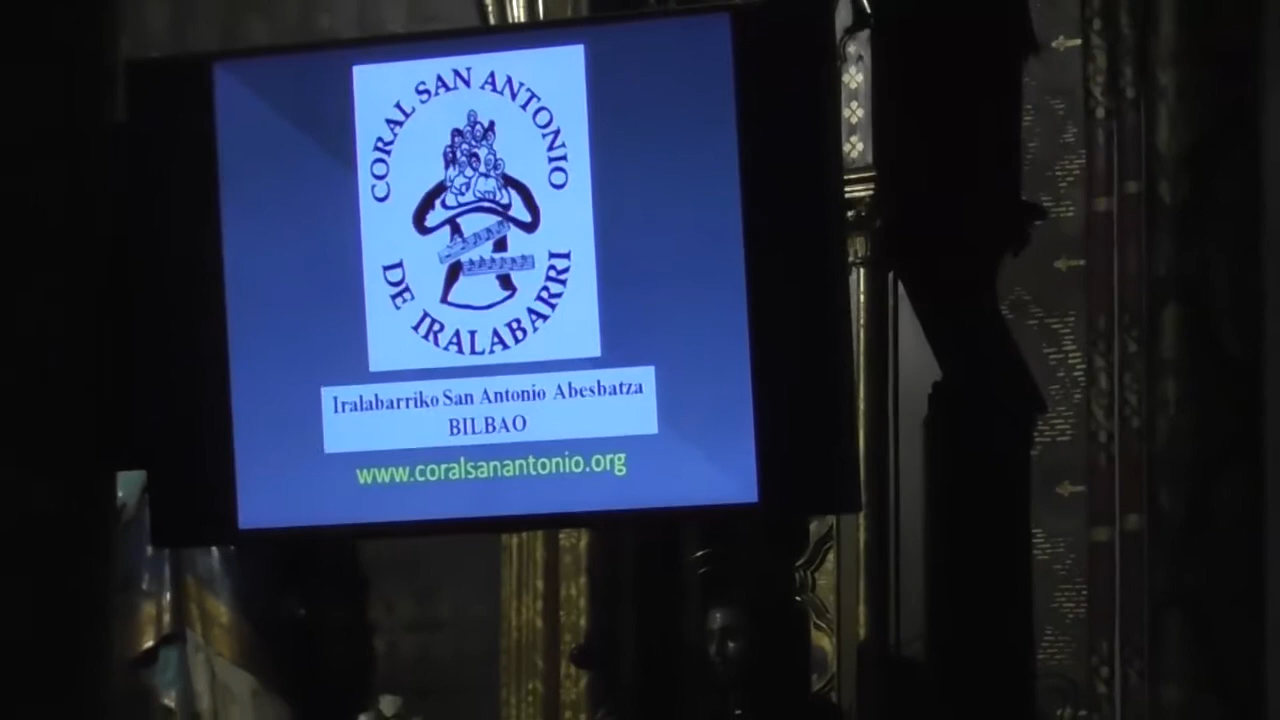 CORAL SAN ANTONIO
DE IRALABARRI
Iralabarriko San Antonio Abesbatza
BILBAO
www.coralsanantonio.org